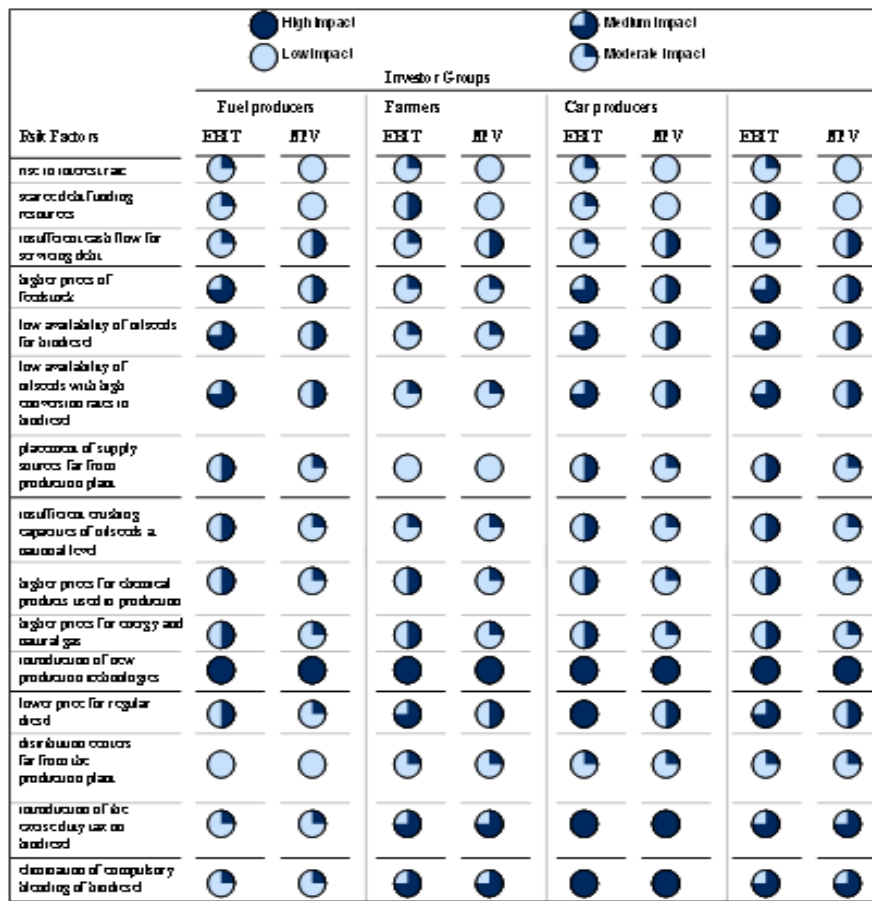 High impact
Medium impact
Low impact
Moderate impact
Investor Groups
Fuel producers
Farmers
Car producers
Risk Factors
EBIT
NPV
EBIT
NPV
EBIT
NPV
EBIT
NPV
rise in interest rate
scarce debt funding
resources
insufficient cash flow for
servicing debt
higher prices of
feedstock
low availability of oilseeds
for biodiesel
low availability of
oilseeds with high
conversion rates in
biodiesel
placement of supply
sources far from
production plant
insufficient crushing
capacities of oilseeds a
national level
higher prices for chemical
products used in production
higher prices for energy and
natural gas
introduction of new
production technologies
lower price for regular
diesel
distribution centers
far from the
production plant
introduction of the
excise duty tax on
biodiesel
elimination of compulsory
blending of biodiesel